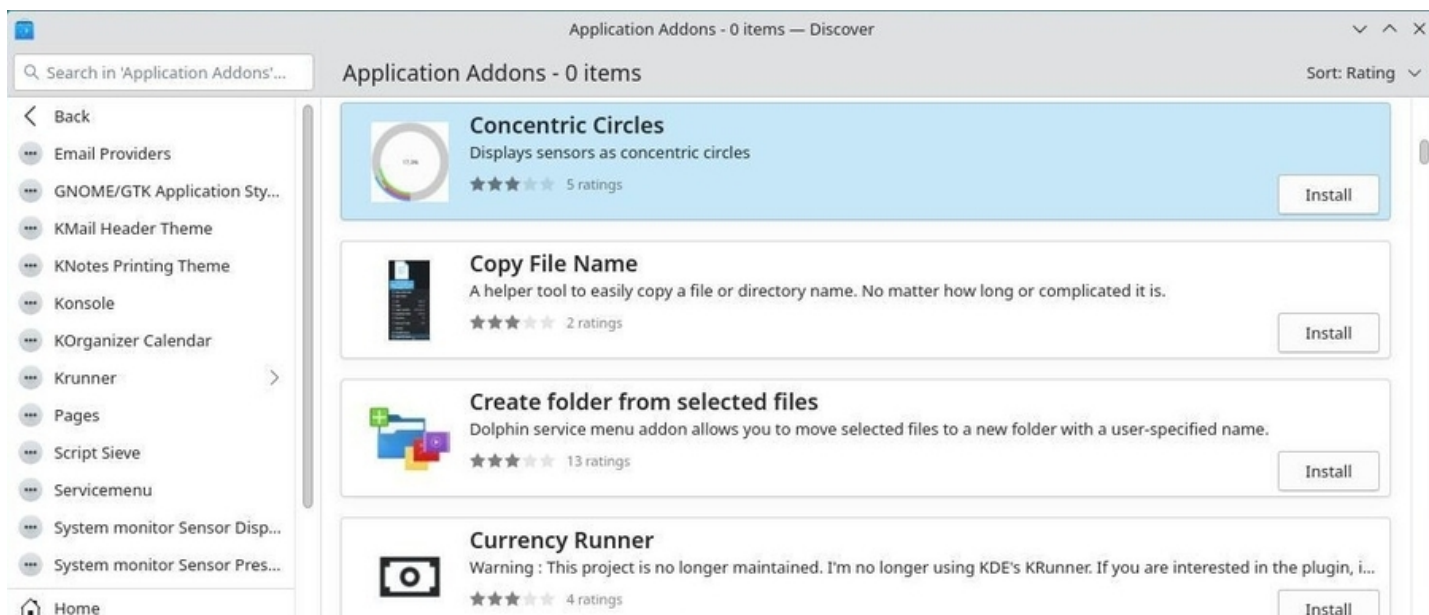 Application Addons - 0 items — Discover
Search in 'Application Addons'...
Application Addons - 0 items
Sort: Rating
Back
Email Providers
GNOME/GTK Application Sty...
KMail Header Theme
KNotes Printing Theme
Konsole
KOrganizer Calendar
Krunner
Pages
Script Sieve
Servicemenu
System monitor Sensor Disp...
System monitor Sensor Pres...
Home
Concentric Circles
Displays sensors as concentric circles
5 ratings
Install
Copy File Name
A helper tool to easily copy a file or directory name. No matter how long or complicated it is.
2 ratings
Install
Create folder from selected files
Dolphin service menu addon allows you to move selected files to a new folder with a user-specified name.
13 ratings
Install
Currency Runner
Warning : This project is no longer maintained. I'm no longer using KDE's KRunner. If you are interested in the plugin, i...
4 ratings
Install